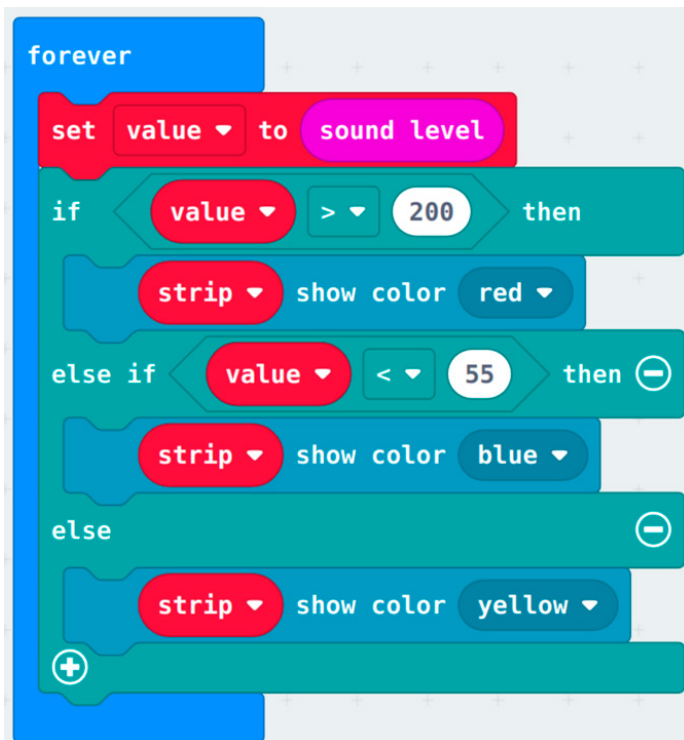 forever
set value to sound level
if value > 200 then
strip show color red
else if value < 55 then
strip show color blue
else
strip show color yellow